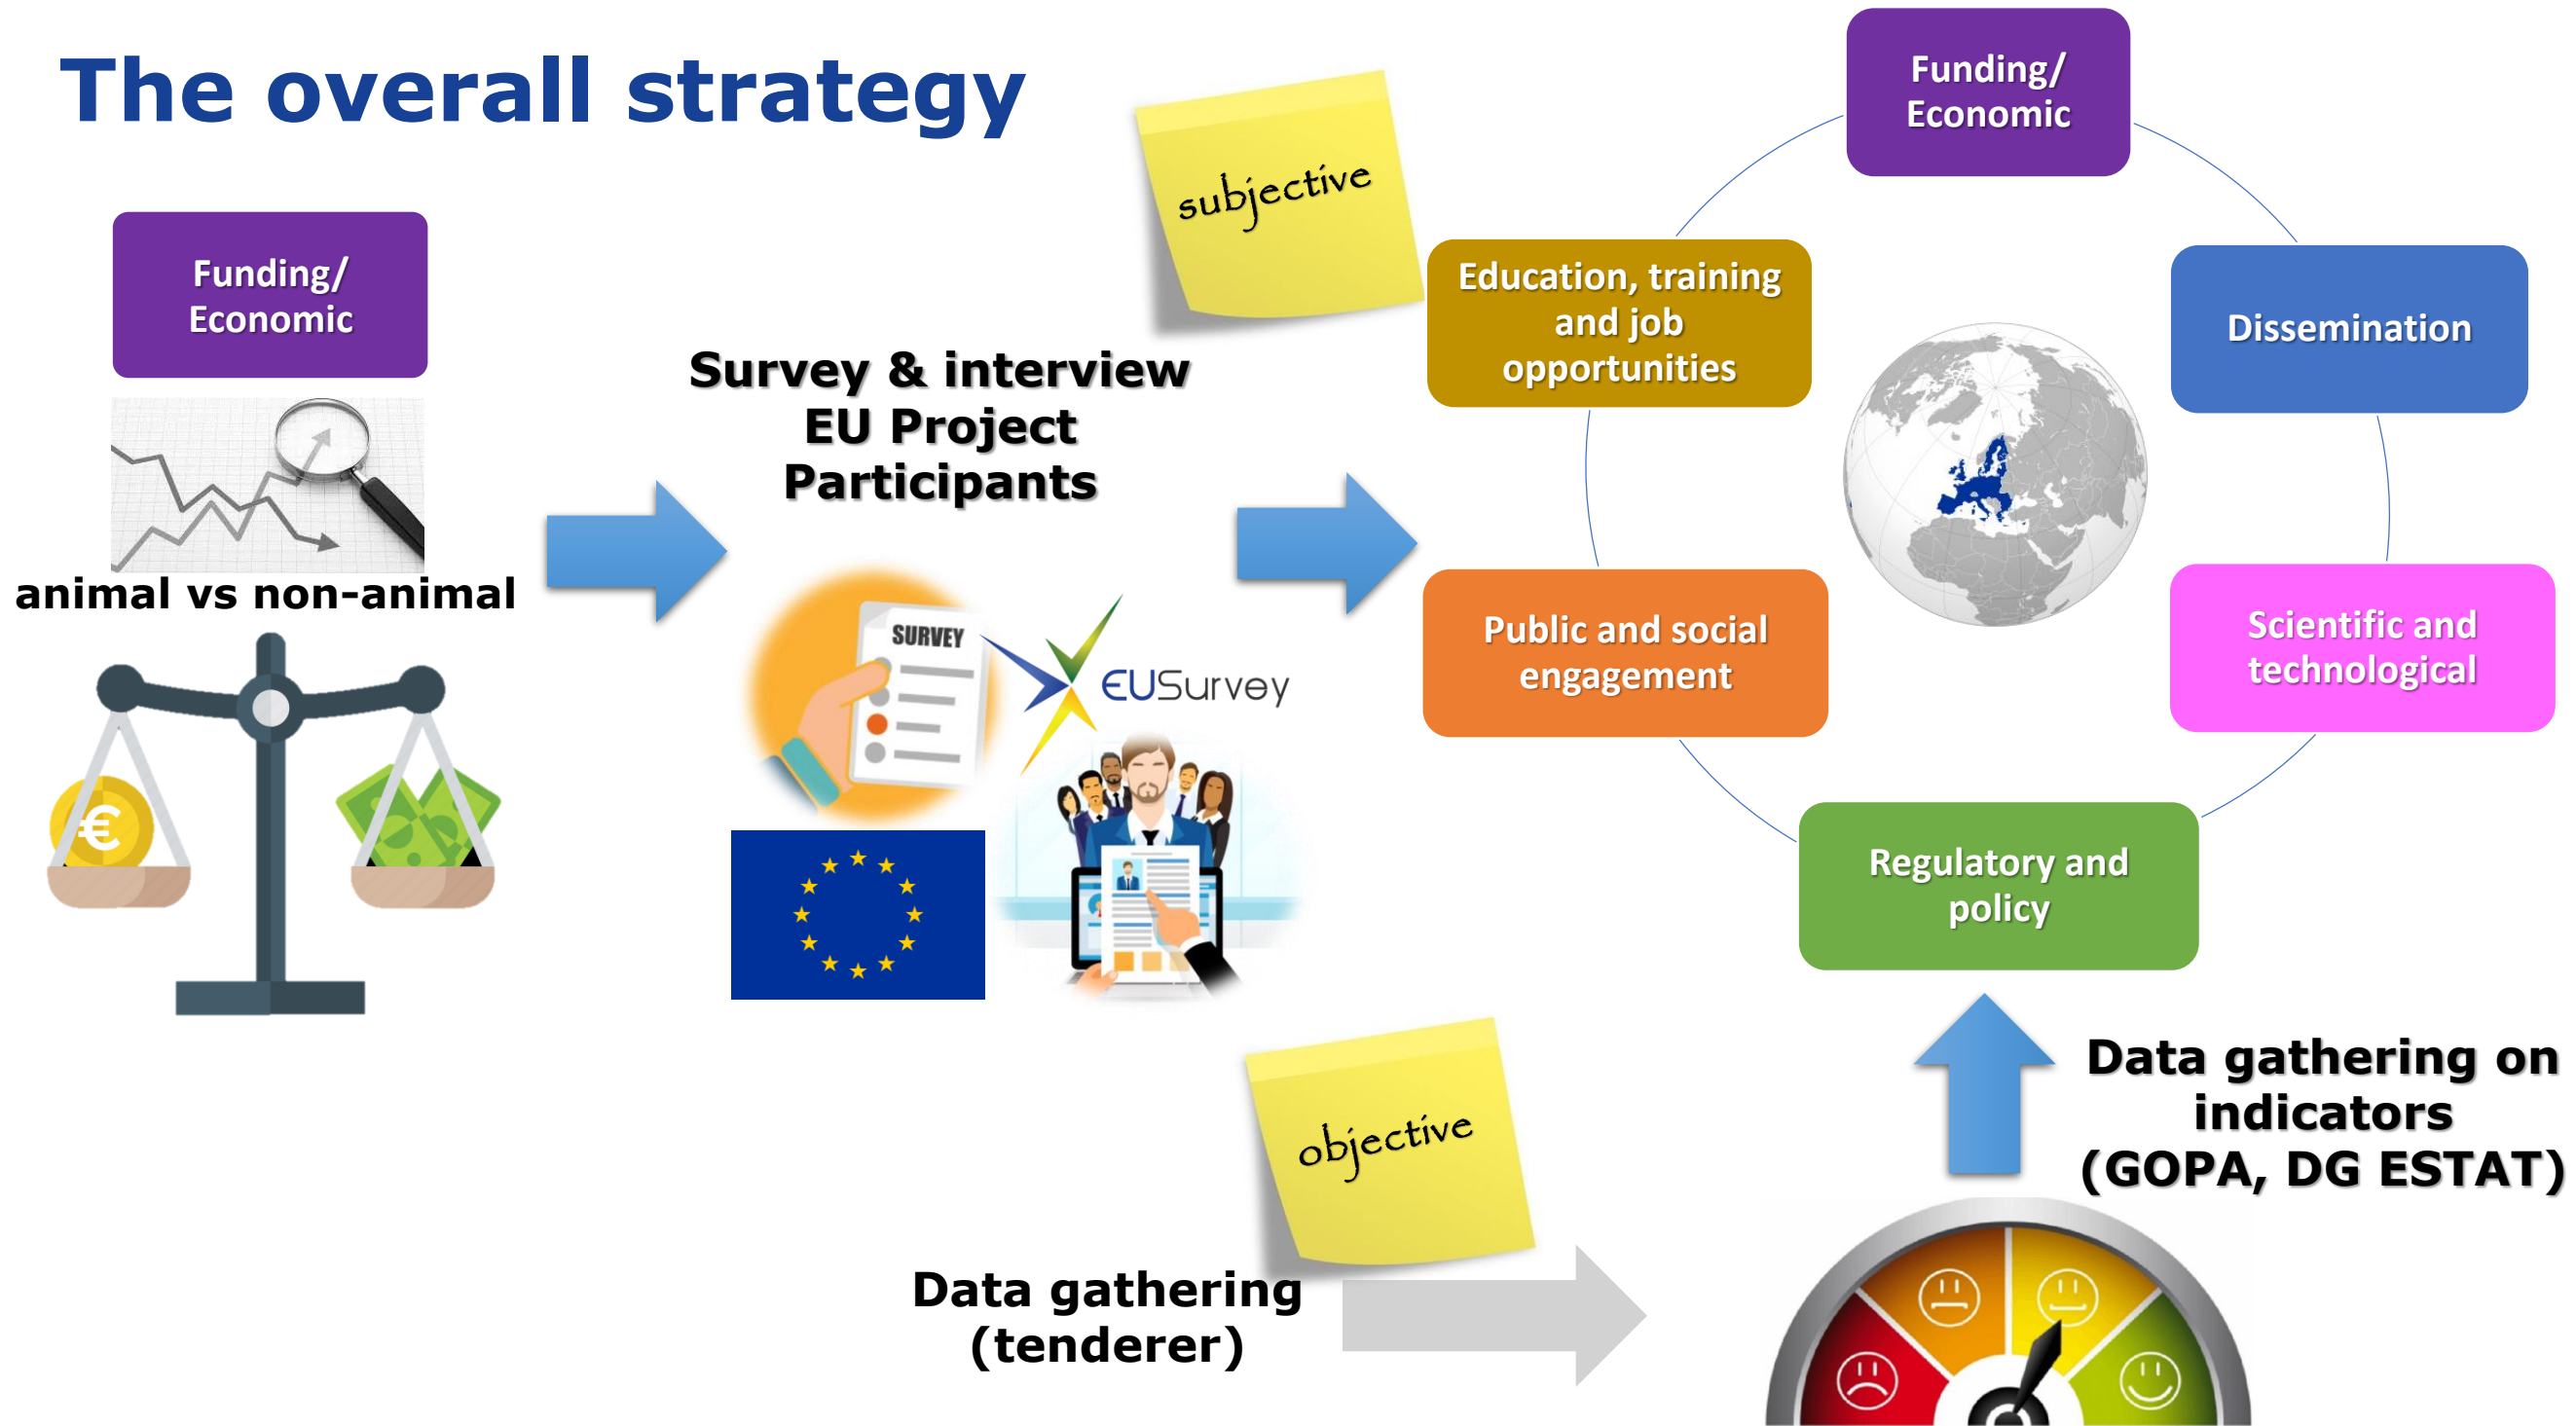 The overall strategy
Funding/
Economic
animal vs non-animal
Survey & interview
EU Project
Participants
SURVEY
EUSurvey
€
subjective
Funding/
Economic
Education, training
and job
opportunities
Dissemination
Public and social
engagement
Scientific and
technological
Regulatory and
policy
objective
Data gathering
(tenderer)
Data gathering on
indicators
(GOPA, DG ESTAT)